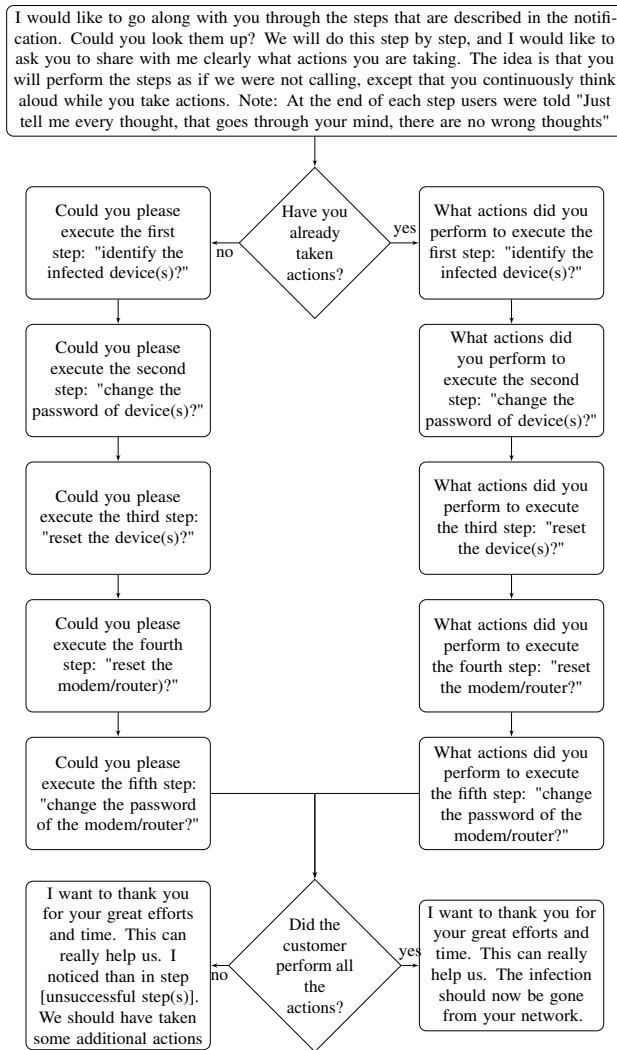 I would like to go along with you through the steps that are described in the notifi-
cation. Could you look them up? We will do this step by step, and I would like to
ask you to share with me clearly what actions you are taking. The idea is that you
will perform the steps as if we were not calling, except that you continuously think
aloud while you take actions. Note: At the end of each step users were told "Just
tell me every thought, that goes through your mind, there are no wrong thoughts"
Have you
already
taken
actions?
no
yes
Could you please
execute the first
step: "identify the
infected device(s)?"
What actions did you
perform to execute the
first step: "identify the
infected device(s)?"
Could you please
execute the second
step: "change the
password of device(s)?"
What actions did
you perform to
execute the second
step: "change the
password of device(s)?"
Could you please
execute the third step:
"reset the device(s)?"
What actions did you
perform to execute
the third step: "reset
the device(s)?"
Could you please
execute the fourth
step: "reset the
modem/router)?"
What actions did you
perform to execute
the fourth step: "reset
the modem/router?"
Could you please
execute the fifth step:
"change the password
of the modem/router?"
What actions did you
perform to execute
the fifth step: "change
the password of the
modem/router?"
Did the
customer
perform all
the
actions?
no
yes
I want to thank you
for your great efforts
and time. This can
really help us. I
noticed than in step
[unsuccessful step(s)].
We should have taken
some additional actions
I want to thank you for
your great efforts and
time. This can really
help us. The infection
should now be gone
from your network.